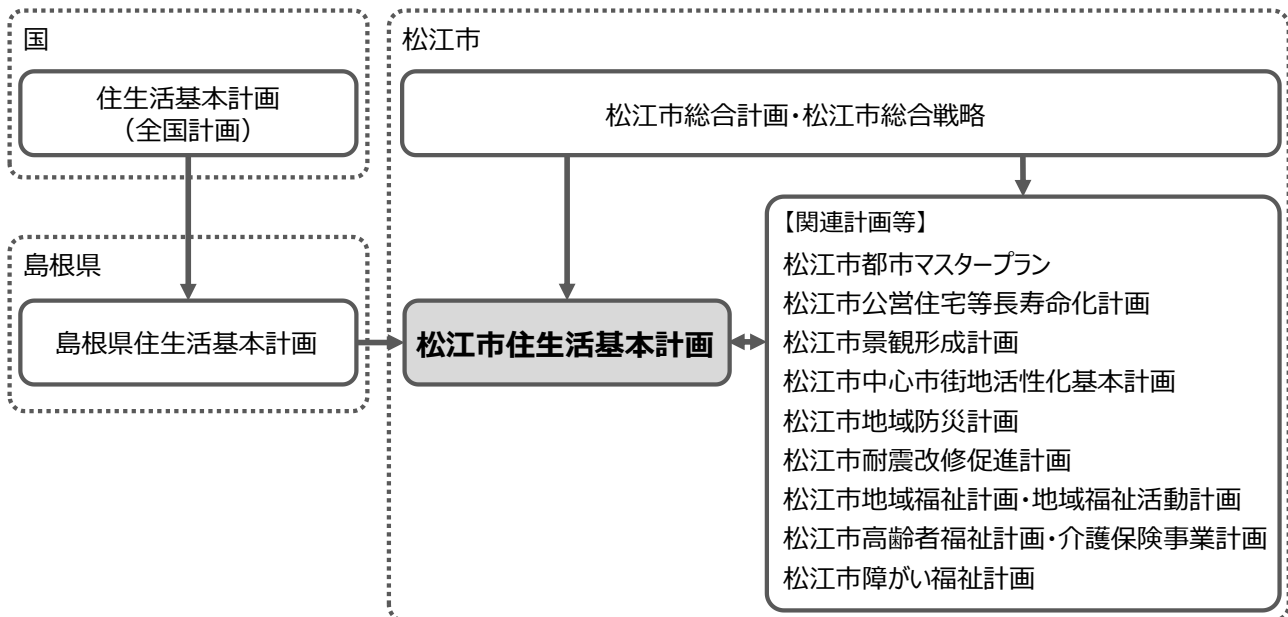 国
住生活基本計画
（全国計画）
島根県
島根県住生活基本計画
松江市
松江市総合計画・松江市総合戦略
松江市住生活基本計画
【関連計画等】
松江市都市マスタープラン
松江市公営住宅等長寿命化計画
松江市景観形成計画
松江市中心市街地活性化基本計画
松江市地域防災計画
松江市耐震改修促進計画
松江市地域福祉計画・地域福祉活動計画
松江市高齢者福祉計画・介護保険事業計画
松江市障がい福祉計画